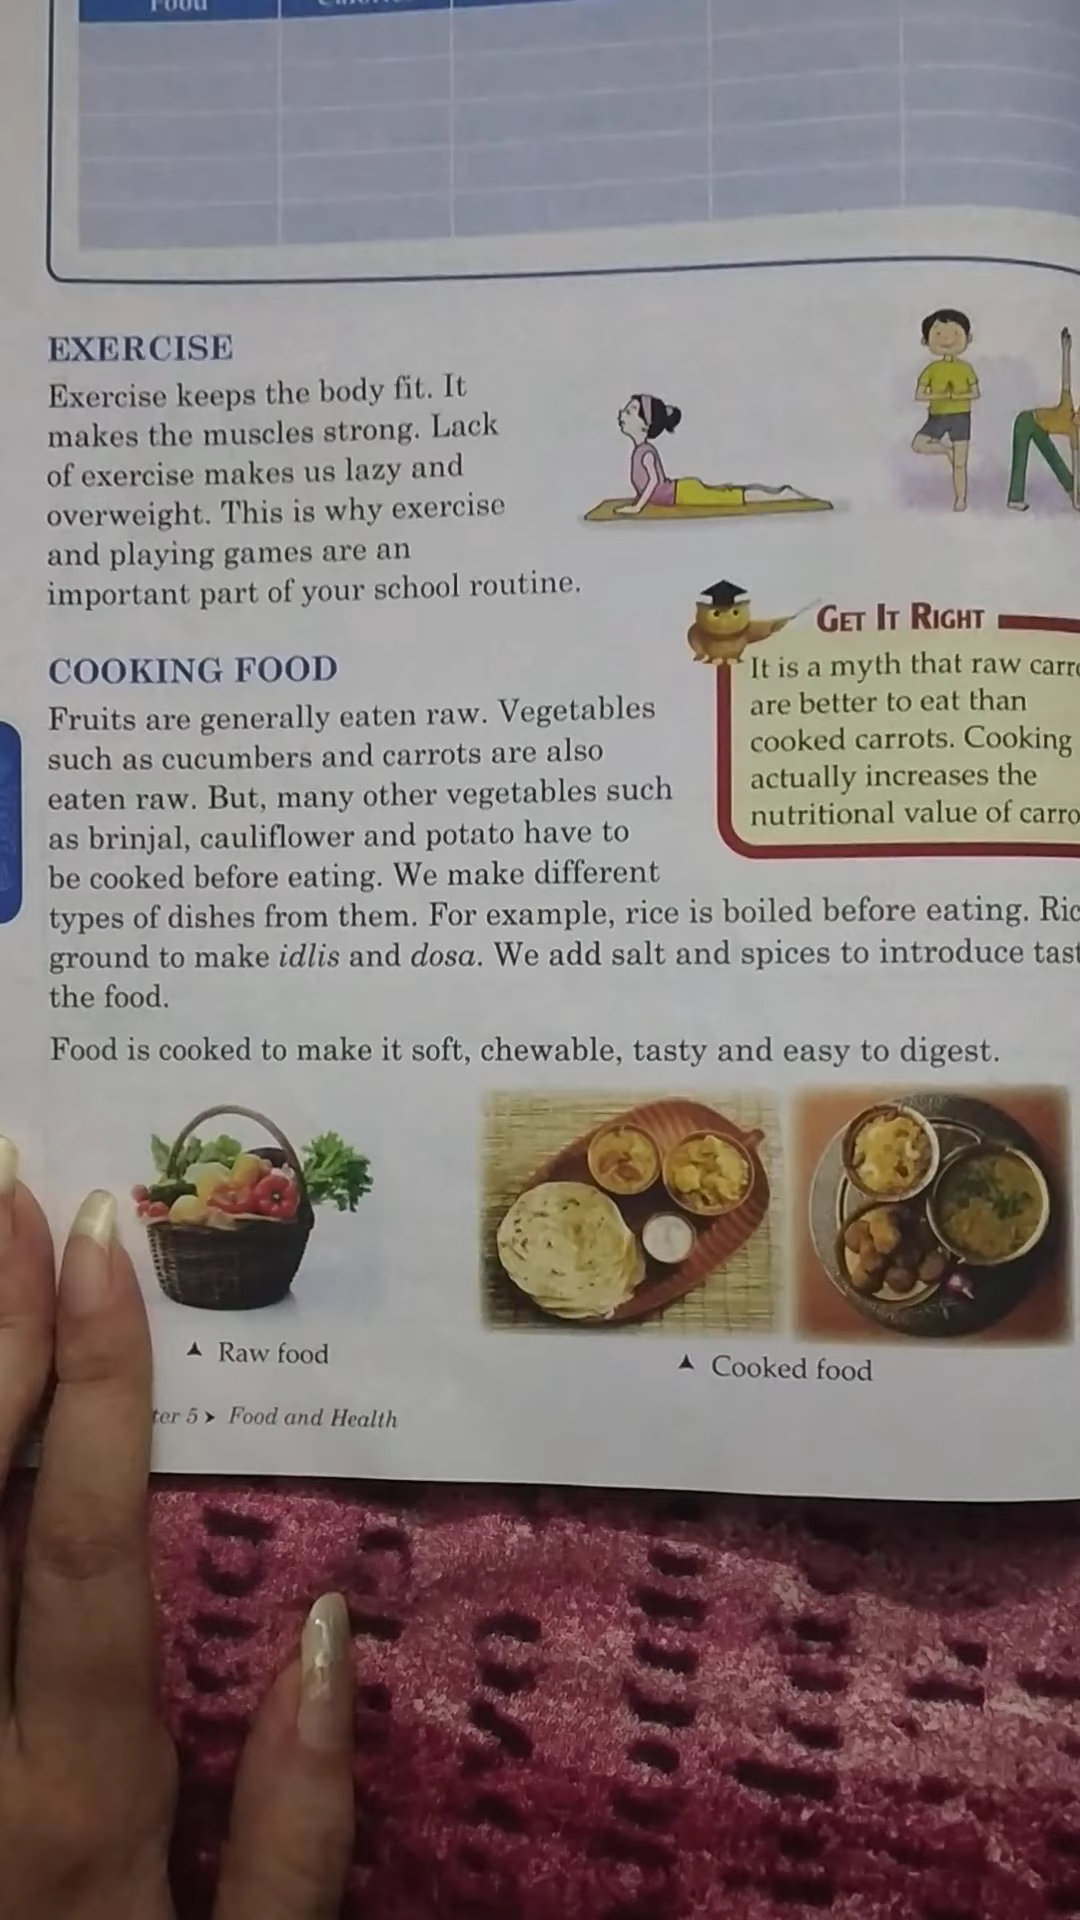 Food
EXERCISE
Exercise keeps the body fit. It
makes the muscles strong. Lack
of exercise makes us lazy and
overweight. This is why exercise
and playing games are an
important part of your school routine.
GET IT RIGHT
It is a myth that raw
are better to eat than
cooked carrots. Cooking
actually increases the
nutritional value of
COOKING FOOD
Fruits are generally eaten raw. Vegetables
such as cucumbers and carrots are also
eaten raw. But, many other vegetables such
as brinjal, cauliflower and potato have to
be cooked before eating. We make different
types of dishes from them. For example, rice is boiled before eating.
ground to make idlis and dosa. We add salt and spices to introduce
the food.
Food is cooked to make it soft, chewable, tasty and easy to digest.
▲ Raw food
▲ Cooked food
5 ➤ Food and Health